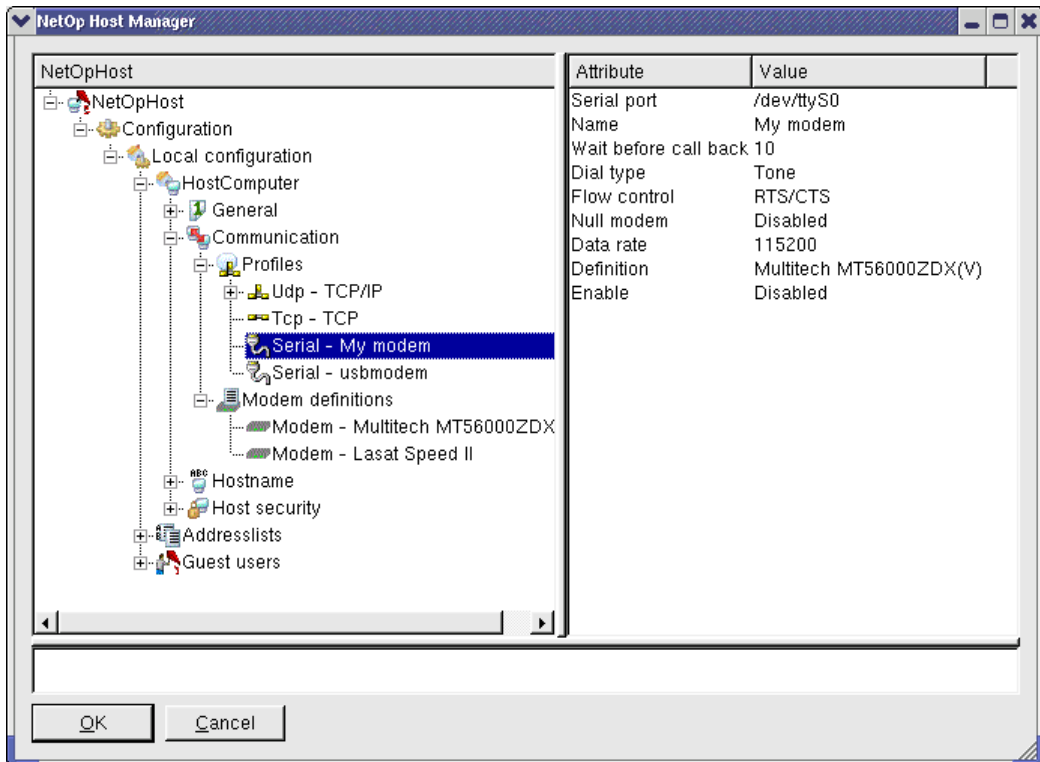 NetOp Host Manager
NetOpHost
NetOpHost
Configuration
Local configuration
HostComputer
General
Communication
Profiles
Udp - TCP/IP
Tcp - TCP
Serial - My modem
Serial - usbmodem
Modem definitions
Modem - Multitech MT56000ZDX
Modem - Lasat Speed II
ABC Hostname
Host security
Addresslists
Guest users
Attribute Value
Serial port /dev/ttyS0
Name My modem
Wait before call back 10
Dial type Tone
Flow control RTS/CTS
Null modem Disabled
Data rate 115200
Definition Multitech MT56000ZDX(V)
Enable Disabled
OK Cancel